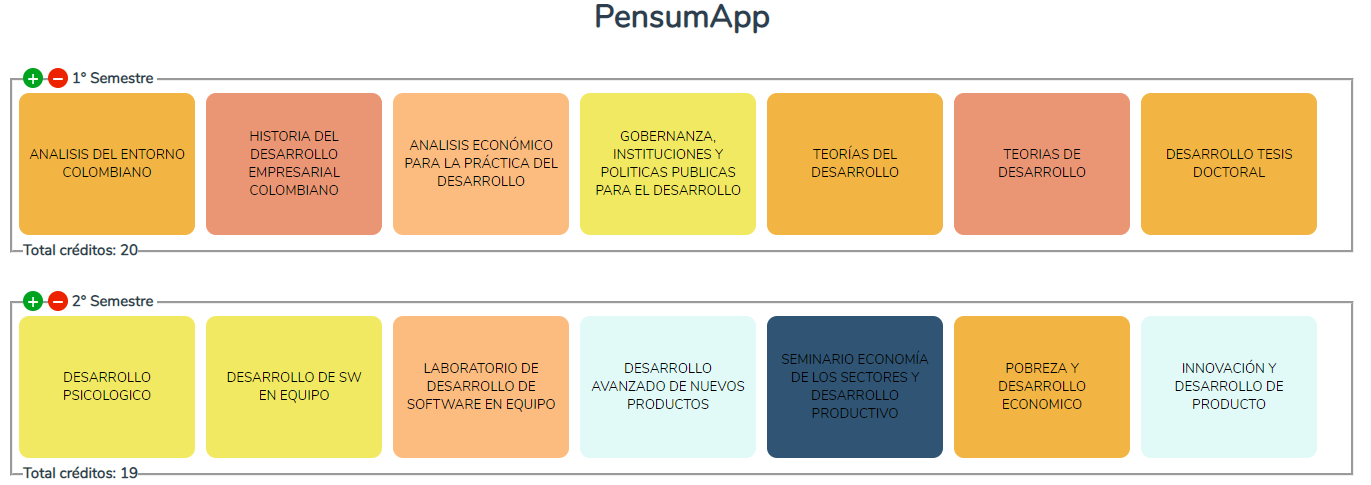 PensumApp
1° Semestre
ANALISIS DEL ENTORNO
COLOMBIANO
HISTORIA DEL
DESARROLLO
EMPRESARIAL
COLOMBIANO
ANALISIS ECONÓMICO
PARA LA PRÁCTICA DEL
DESARROLLO
GOBERNANZA,
INSTITUCIONES Y
POLITICAS PUBLICAS
PARA EL DESARROLLO
TEORÍAS DEL
DESARROLLO
TEORIAS DE
DESARROLLO
DESARROLLO TESIS
DOCTORAL
Total créditos: 20
2° Semestre
DESARROLLO
PSICOLOGICO
DESARROLLO DE SW
EN EQUIPO
LABORATORIO DE
DESARROLLO DE
SOFTWARE EN EQUIPO
DESARROLLO
AVANZADO DE NUEVOS
PRODUCTOS
SEMINARIO ECONOMÍA
DE LOS SECTORES Y
DESARROLLO
PRODUCTIVO
POBREZA Y
DESARROLLO
ECONOMICO
INNOVACIÓN Y
DESARROLLO DE
PRODUCTO
Total créditos: 19